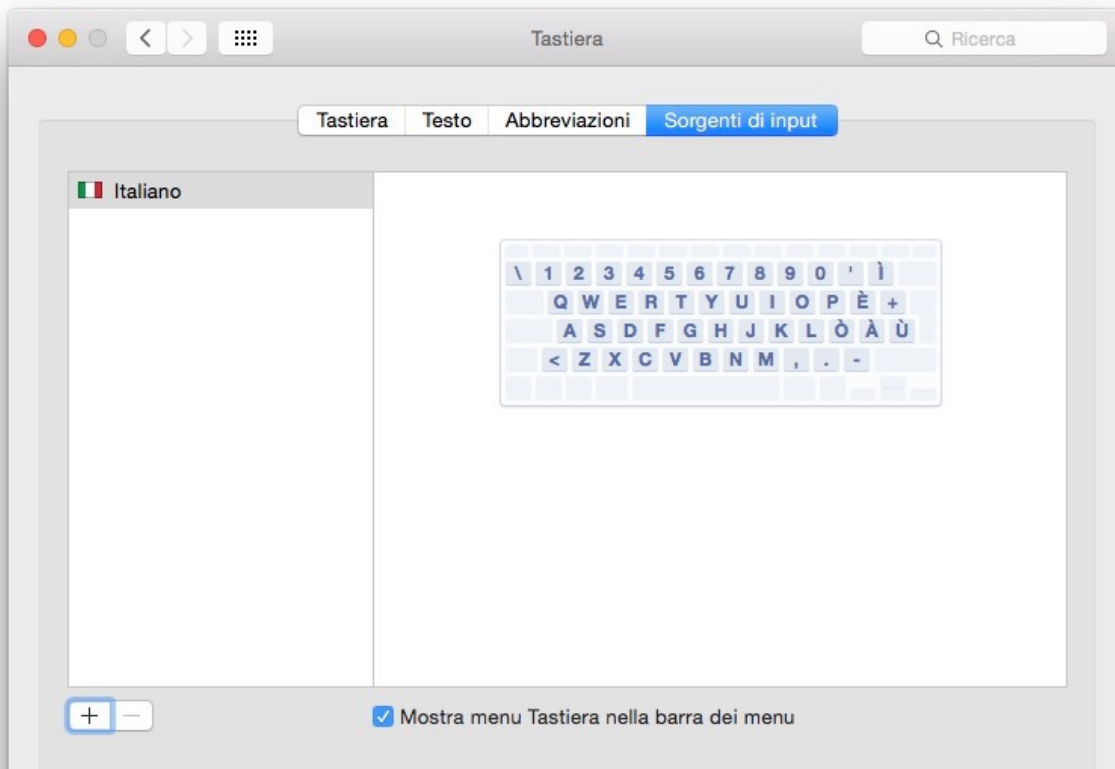 Tastiera
Ricerca
Tastiera Testo Abbreviazioni Sorgenti di input
Italiano
\ 1 2 3 4 5 6 7 8 9 0 ' Ì
Q W E R T Y U I O P È +
A S D F G H J K L Ò À Ù
< Z X C V B N M , . -
+ −
Mostra menu Tastiera nella barra dei menu